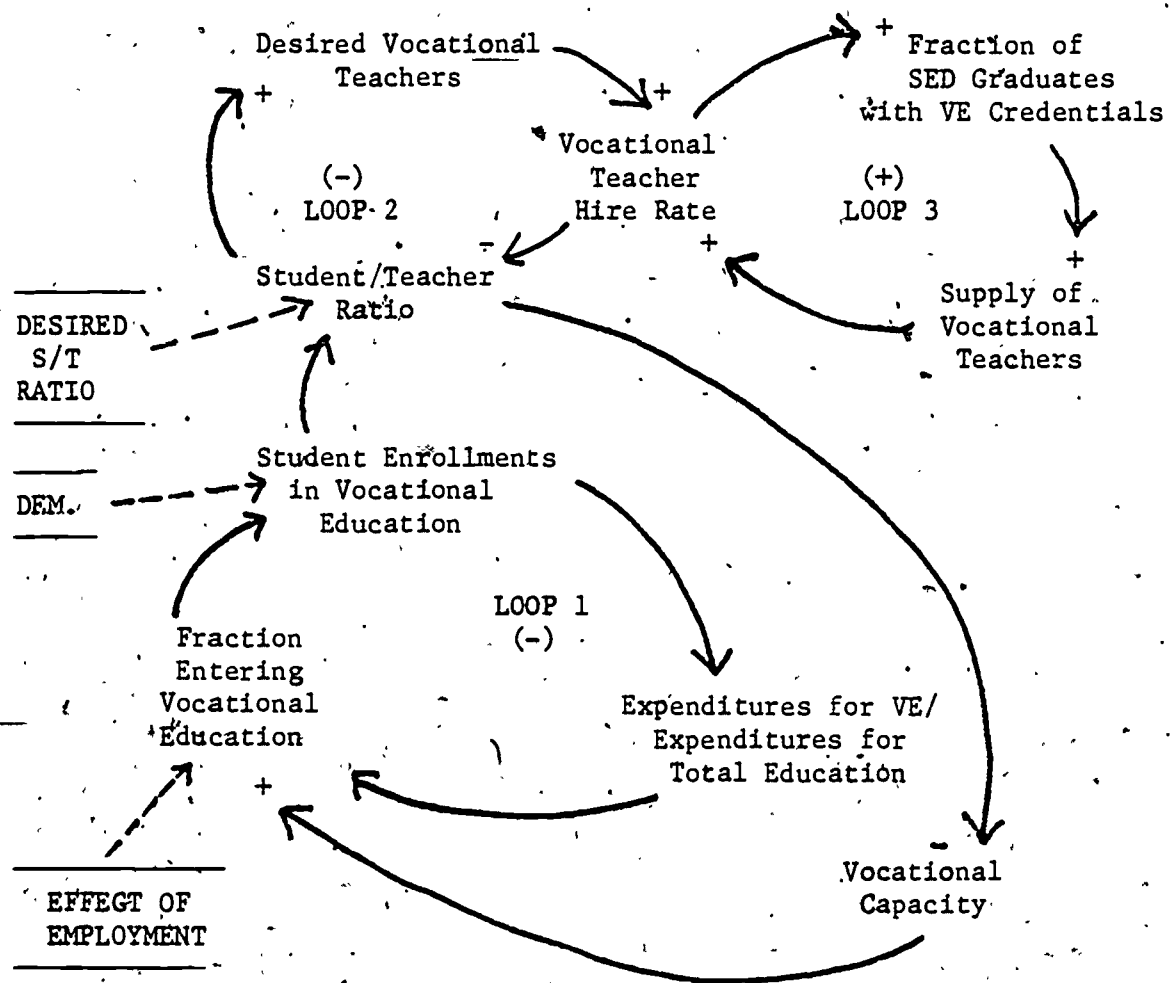 Desired Vocational
Teachers
+
+
+
Fraction of
SED Graduates
with VE Credentials
Vocational
Teacher
Hire Rate
+
(-)
LOOP 2
(+)
LOOP 3
-
Student/Teacher
Ratio
+
Supply of
Vocational
Teachers
DESIRED
S/T
RATIO
Student Enrollments
in Vocational
Education
DEM.
LOOP 1
(-)
Fraction
Entering
Vocational
Education
+
Expenditures for VE/
Expenditures for
Total Education
-
Vocational
Capacity
EFFEGT OF
EMPLOYMENT